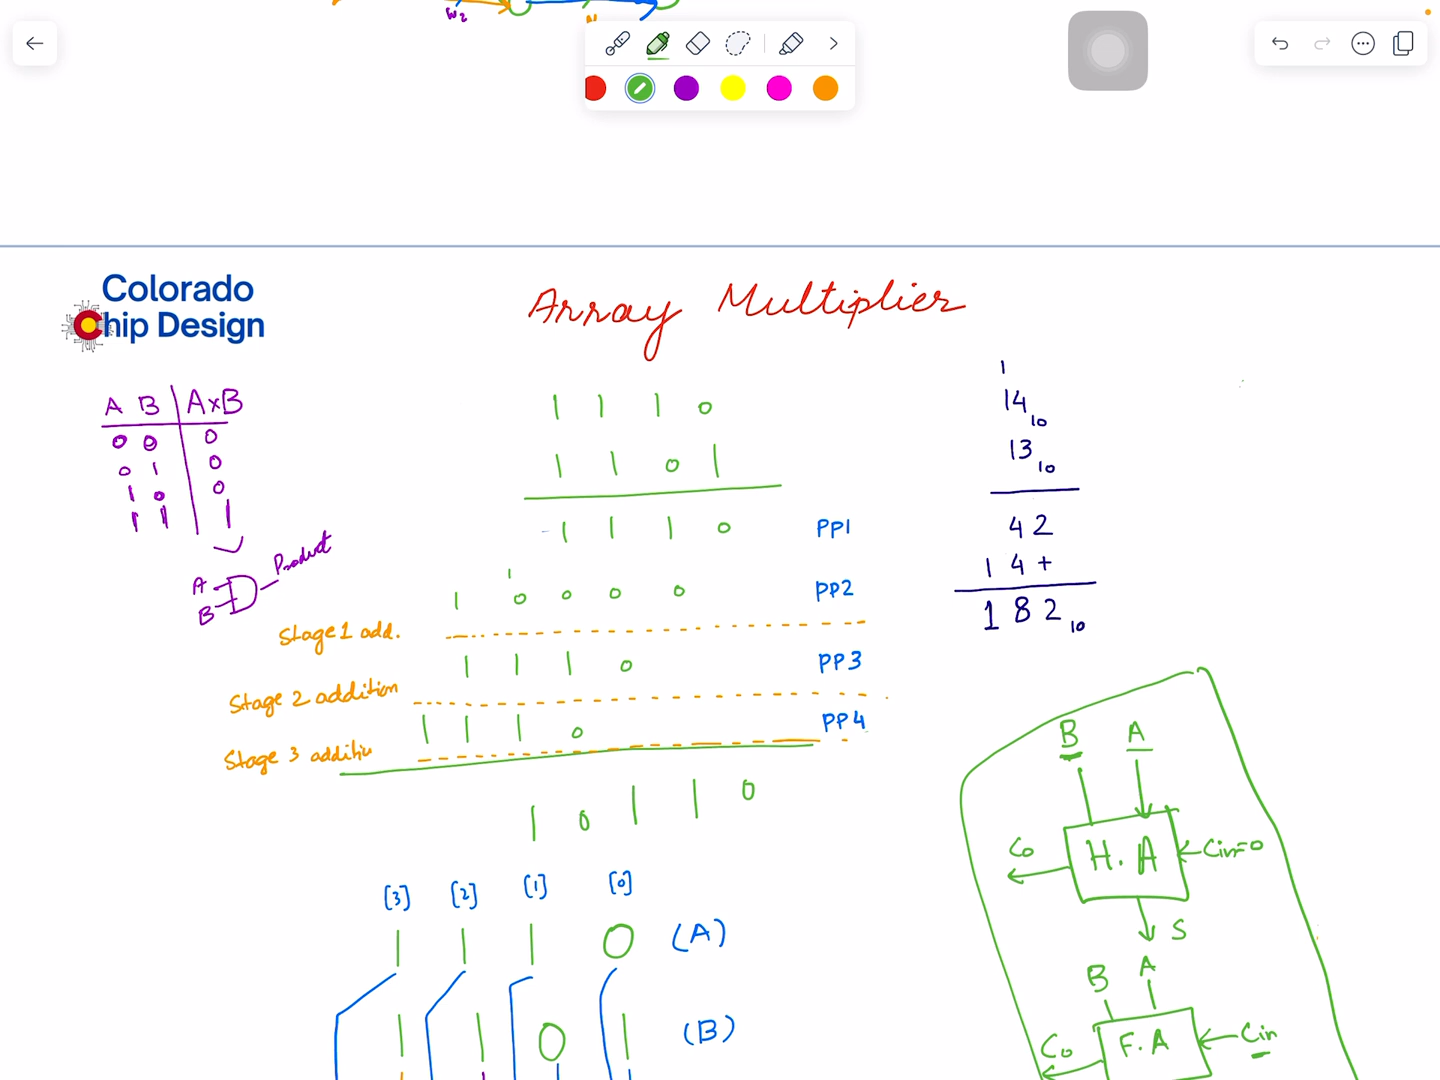 W2
Colorado
Chip Design
Array Multiplier
A B AxB
0 0 0
0 1 0
1 0 0
1 1 1
A
B
Product
1 1 1 0
1 1 0 1
1 1 1 0 PP1
1
1 0 0 0 0 PP2
Stage 1 add.
1 1 1 0 PP3
Stage 2 addition
1 1 1 0 PP4
Stage 3 additiu
1 0 1 1 0
1
14 10
13 10
42
14+
182 10
[3] [2] [1] [0]
1 1 1 0 (A)
1 1 0 1 (B)
B A
Co H.A Cin=0
S
B A
Co F.A Cin